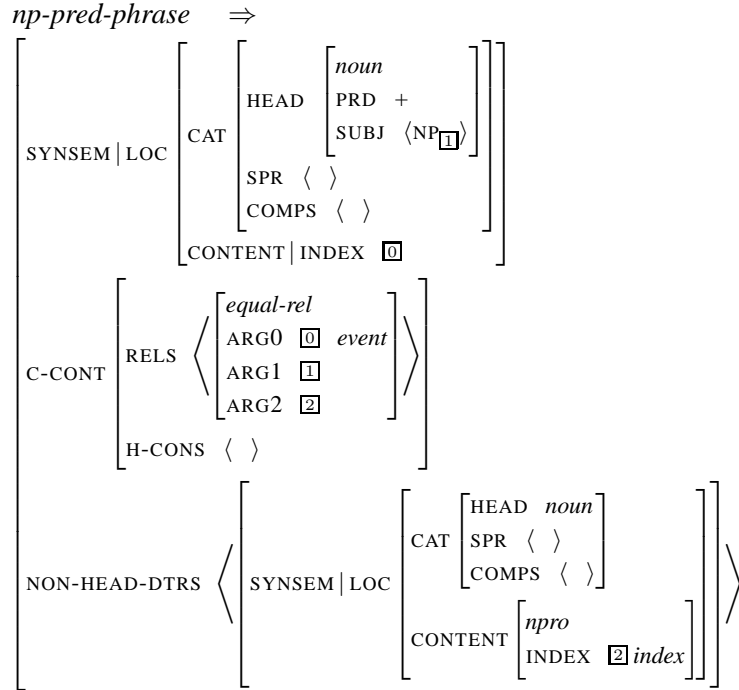 np-pred-phrase ⇒
noun
HEAD PRD +
SUBJ ⟨NP[1]⟩
CAT
SYNSEM | LOC
SPR ⟨ ⟩
COMPS ⟨ ⟩
CONTENT | INDEX [0]
equal-rel
ARG0 [0] event
RELS
ARG1 [1]
C-CONT
ARG2 [2]
H-CONS ⟨ ⟩
HEAD noun
CAT SPR ⟨ ⟩
COMPS ⟨ ⟩
NON-HEAD-DTRS SYNSEM | LOC
npro
CONTENT
INDEX [2] index